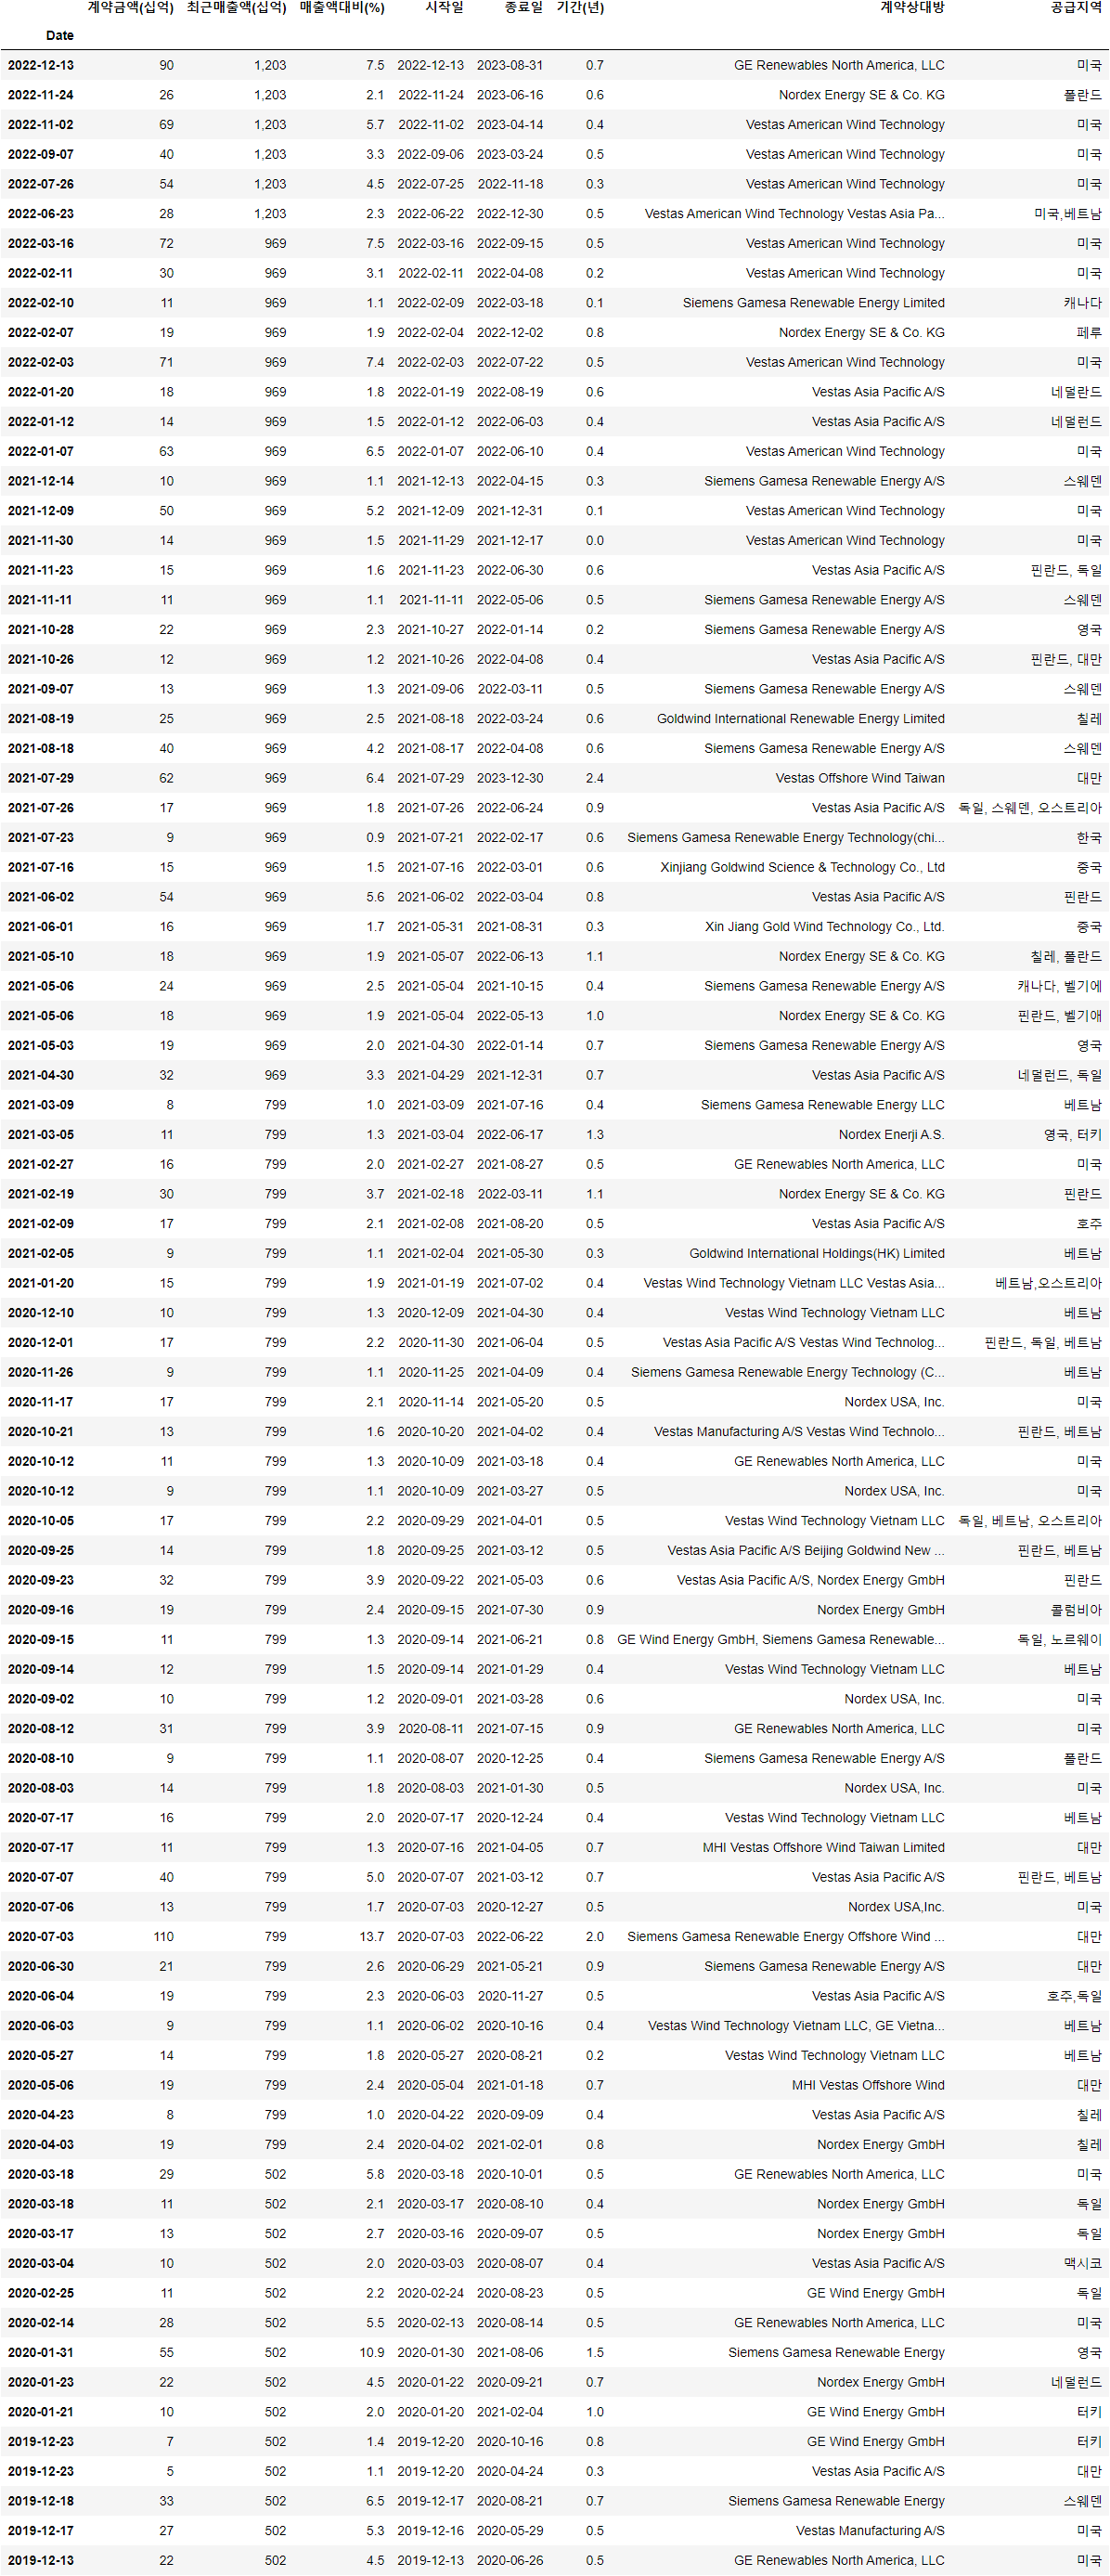 계약금액(십억) 최근매출액(십억) 매출액대비(%) 시작일 종료일 기간(년) 계약상대방 공급지역
Date
2022-12-13 90 1,203 7.5 2022-12-13 2023-08-31 0.7 GE Renewables North America, LLC 미국
2022-11-24 26 1,203 2.1 2022-11-24 2023-06-16 0.6 Nordex Energy SE & Co. KG 폴란드
2022-11-02 69 1,203 5.7 2022-11-02 2023-04-14 0.4 Vestas American Wind Technology 미국
2022-09-07 40 1,203 3.3 2022-09-06 2023-03-24 0.5 Vestas American Wind Technology 미국
2022-07-26 54 1,203 4.5 2022-07-25 2022-11-18 0.3 Vestas American Wind Technology 미국
2022-06-23 28 1,203 2.3 2022-06-22 2022-12-30 0.5 Vestas American Wind Technology Vestas Asia Pa... 미국,베트남
2022-03-16 72 969 7.5 2022-03-16 2022-09-15 0.5 Vestas American Wind Technology 미국
2022-02-11 30 969 3.1 2022-02-11 2022-04-08 0.2 Vestas American Wind Technology 미국
2022-02-10 11 969 1.1 2022-02-09 2022-03-18 0.1 Siemens Gamesa Renewable Energy Limited 캐나다
2022-02-07 19 969 1.9 2022-02-04 2022-12-02 0.8 Nordex Energy SE & Co. KG 페루
2022-02-03 71 969 7.4 2022-02-03 2022-07-22 0.5 Vestas American Wind Technology 미국
2022-01-20 18 969 1.8 2022-01-19 2022-08-19 0.6 Vestas Asia Pacific A/S 네덜란드
2022-01-12 14 969 1.5 2022-01-12 2022-06-03 0.4 Vestas Asia Pacific A/S 네덜런드
2022-01-07 63 969 6.5 2022-01-07 2022-06-10 0.4 Vestas American Wind Technology 미국
2021-12-14 10 969 1.1 2021-12-13 2022-04-15 0.3 Siemens Gamesa Renewable Energy A/S 스웨덴
2021-12-09 50 969 5.2 2021-12-09 2021-12-31 0.1 Vestas American Wind Technology 미국
2021-11-30 14 969 1.5 2021-11-29 2021-12-17 0.0 Vestas American Wind Technology 미국
2021-11-23 15 969 1.6 2021-11-23 2022-06-30 0.6 Vestas Asia Pacific A/S 핀란드, 독일
2021-11-11 11 969 1.1 2021-11-11 2022-05-06 0.5 Siemens Gamesa Renewable Energy A/S 스웨덴
2021-10-28 22 969 2.3 2021-10-27 2022-01-14 0.2 Siemens Gamesa Renewable Energy A/S 영국
2021-10-26 12 969 1.2 2021-10-26 2022-04-08 0.4 Vestas Asia Pacific A/S 핀란드, 대만
2021-09-07 13 969 1.3 2021-09-06 2022-03-11 0.5 Siemens Gamesa Renewable Energy A/S 스웨덴
2021-08-19 25 969 2.5 2021-08-18 2022-03-24 0.6 Goldwind International Renewable Energy Limited 칠레
2021-08-18 40 969 4.2 2021-08-17 2022-04-08 0.6 Siemens Gamesa Renewable Energy A/S 스웨덴
2021-07-29 62 969 6.4 2021-07-29 2023-12-30 2.4 Vestas Offshore Wind Taiwan 대만
2021-07-26 17 969 1.8 2021-07-26 2022-06-24 0.9 Vestas Asia Pacific A/S 독일, 스웨덴, 오스트리아
2021-07-23 9 969 0.9 2021-07-21 2022-02-17 0.6 Siemens Gamesa Renewable Energy Technology(chi... 한국
2021-07-16 15 969 1.5 2021-07-16 2022-03-01 0.6 Xinjiang Goldwind Science & Technology Co., Ltd 중국
2021-06-02 54 969 5.6 2021-06-02 2022-03-04 0.8 Vestas Asia Pacific A/S 핀란드
2021-06-01 16 969 1.7 2021-05-31 2021-08-31 0.3 Xin Jiang Gold Wind Technology Co., Ltd. 중국
2021-05-10 18 969 1.9 2021-05-07 2022-06-13 1.1 Nordex Energy SE & Co. KG 칠레, 폴란드
2021-05-06 24 969 2.5 2021-05-04 2021-10-15 0.4 Siemens Gamesa Renewable Energy A/S 캐나다, 벨기에
2021-05-06 18 969 1.9 2021-05-04 2022-05-13 1.0 Nordex Energy SE & Co. KG 핀란드, 벨기애
2021-05-03 19 969 2.0 2021-04-30 2022-01-14 0.7 Siemens Gamesa Renewable Energy A/S 영국
2021-04-30 32 969 3.3 2021-04-29 2021-12-31 0.7 Vestas Asia Pacific A/S 네덜런드, 독일
2021-03-09 8 799 1.0 2021-03-09 2021-07-16 0.4 Siemens Gamesa Renewable Energy LLC 베트남
2021-03-05 11 799 1.3 2021-03-04 2022-06-17 1.3 Nordex Enerji A.S. 영국, 터키
2021-02-27 16 799 2.0 2021-02-27 2021-08-27 0.5 GE Renewables North America, LLC 미국
2021-02-19 30 799 3.7 2021-02-18 2022-03-11 1.1 Nordex Energy SE & Co. KG 핀란드
2021-02-09 17 799 2.1 2021-02-08 2021-08-20 0.5 Vestas Asia Pacific A/S 호주
2021-02-05 9 799 1.1 2021-02-04 2021-05-30 0.3 Goldwind International Holdings(HK) Limited 베트남
2021-01-20 15 799 1.9 2021-01-19 2021-07-02 0.4 Vestas Wind Technology Vietnam LLC Vestas Asia... 베트남,오스트리아
2020-12-10 10 799 1.3 2020-12-09 2021-04-30 0.4 Vestas Wind Technology Vietnam LLC 베트남
2020-12-01 17 799 2.2 2020-11-30 2021-06-04 0.5 Vestas Asia Pacific A/S Vestas Wind Technolog... 핀란드, 독일, 베트남
2020-11-26 9 799 1.1 2020-11-25 2021-04-09 0.4 Siemens Gamesa Renewable Energy Technology (C... 베트남
2020-11-17 17 799 2.1 2020-11-14 2021-05-20 0.5 Nordex USA, Inc. 미국
2020-10-21 13 799 1.6 2020-10-20 2021-04-02 0.4 Vestas Manufacturing A/S Vestas Wind Technolo... 핀란드, 베트남
2020-10-12 11 799 1.3 2020-10-09 2021-03-18 0.4 GE Renewables North America, LLC 미국
2020-10-12 9 799 1.1 2020-10-09 2021-03-27 0.5 Nordex USA, Inc. 미국
2020-10-05 17 799 2.2 2020-09-29 2021-04-01 0.5 Vestas Wind Technology Vietnam LLC 독일, 베트남, 오스트리아
2020-09-25 14 799 1.8 2020-09-25 2021-03-12 0.5 Vestas Asia Pacific A/S Beijing Goldwind New ... 핀란드, 베트남
2020-09-23 32 799 3.9 2020-09-22 2021-05-03 0.6 Vestas Asia Pacific A/S, Nordex Energy GmbH 핀란드
2020-09-16 19 799 2.4 2020-09-15 2021-07-30 0.9 Nordex Energy GmbH 콜럼비아
2020-09-15 11 799 1.3 2020-09-14 2021-06-21 0.8 GE Wind Energy GmbH, Siemens Gamesa Renewable... 독일, 노르웨이
2020-09-14 12 799 1.5 2020-09-14 2021-01-29 0.4 Vestas Wind Technology Vietnam LLC 베트남
2020-09-02 10 799 1.2 2020-09-01 2021-03-28 0.6 Nordex USA, Inc. 미국
2020-08-12 31 799 3.9 2020-08-11 2021-07-15 0.9 GE Renewables North America, LLC 미국
2020-08-10 9 799 1.1 2020-08-07 2020-12-25 0.4 Siemens Gamesa Renewable Energy A/S 폴란드
2020-08-03 14 799 1.8 2020-08-03 2021-01-30 0.5 Nordex USA, Inc. 미국
2020-07-17 16 799 2.0 2020-07-17 2020-12-24 0.4 Vestas Wind Technology Vietnam LLC 베트남
2020-07-17 11 799 1.3 2020-07-16 2021-04-05 0.7 MHI Vestas Offshore Wind Taiwan Limited 대만
2020-07-07 40 799 5.0 2020-07-07 2021-03-12 0.7 Vestas Asia Pacific A/S 핀란드, 베트남
2020-07-06 13 799 1.7 2020-07-03 2020-12-27 0.5 Nordex USA,Inc. 미국
2020-07-03 110 799 13.7 2020-07-03 2022-06-22 2.0 Siemens Gamesa Renewable Energy Offshore Wind ... 대만
2020-06-30 21 799 2.6 2020-06-29 2021-05-21 0.9 Siemens Gamesa Renewable Energy A/S 대만
2020-06-04 19 799 2.3 2020-06-03 2020-11-27 0.5 Vestas Asia Pacific A/S 호주,독일
2020-06-03 9 799 1.1 2020-06-02 2020-10-16 0.4 Vestas Wind Technology Vietnam LLC, GE Vietna... 베트남
2020-05-27 14 799 1.8 2020-05-27 2020-08-21 0.2 Vestas Wind Technology Vietnam LLC 베트남
2020-05-06 19 799 2.4 2020-05-04 2021-01-18 0.7 MHI Vestas Offshore Wind 대만
2020-04-23 8 799 1.0 2020-04-22 2020-09-09 0.4 Vestas Asia Pacific A/S 칠레
2020-04-03 19 799 2.4 2020-04-02 2021-02-01 0.8 Nordex Energy GmbH 칠레
2020-03-18 29 502 5.8 2020-03-18 2020-10-01 0.5 GE Renewables North America, LLC 미국
2020-03-18 11 502 2.1 2020-03-17 2020-08-10 0.4 Nordex Energy GmbH 독일
2020-03-17 13 502 2.7 2020-03-16 2020-09-07 0.5 Nordex Energy GmbH 독일
2020-03-04 10 502 2.0 2020-03-03 2020-08-07 0.4 Vestas Asia Pacific A/S 맥시코
2020-02-25 11 502 2.2 2020-02-24 2020-08-23 0.5 GE Wind Energy GmbH 독일
2020-02-14 28 502 5.5 2020-02-13 2020-08-14 0.5 GE Renewables North America, LLC 미국
2020-01-31 55 502 10.9 2020-01-30 2021-08-06 1.5 Siemens Gamesa Renewable Energy 영국
2020-01-23 22 502 4.5 2020-01-22 2020-09-21 0.7 Nordex Energy GmbH 네덜런드
2020-01-21 10 502 2.0 2020-01-20 2021-02-04 1.0 GE Wind Energy GmbH 터키
2019-12-23 7 502 1.4 2019-12-20 2020-10-16 0.8 GE Wind Energy GmbH 터키
2019-12-23 5 502 1.1 2019-12-20 2020-04-24 0.3 Vestas Asia Pacific A/S 대만
2019-12-18 33 502 6.5 2019-12-17 2020-08-21 0.7 Siemens Gamesa Renewable Energy 스웨덴
2019-12-17 27 502 5.3 2019-12-16 2020-05-29 0.5 Vestas Manufacturing A/S 미국
2019-12-13 22 502 4.5 2019-12-13 2020-06-26 0.5 GE Renewables North America, LLC 미국